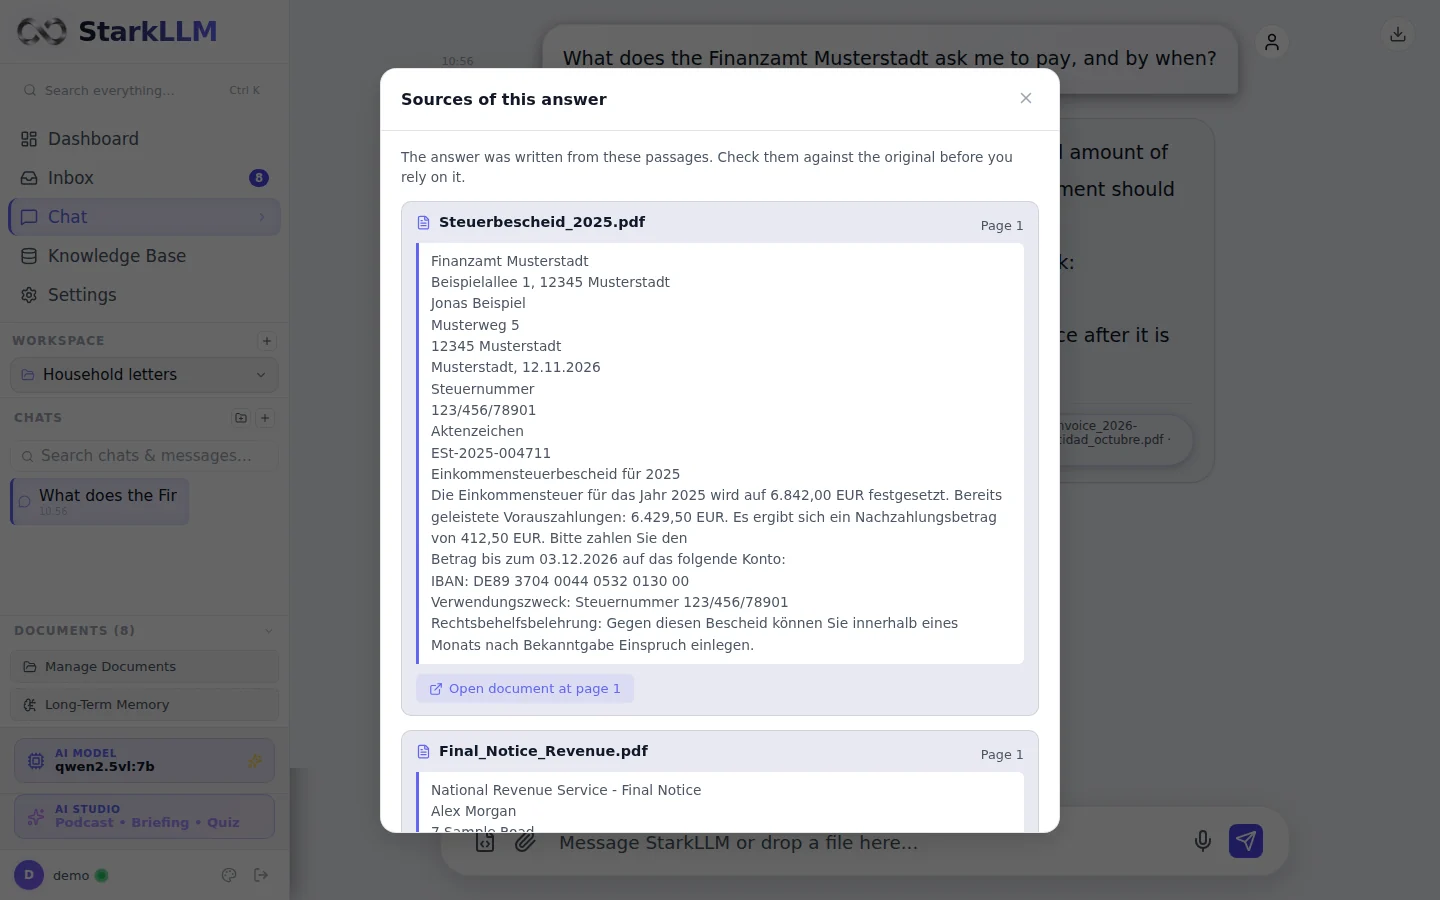 StarkLLM
Search everything...
Ctrl K
Dashboard
Inbox
8
Chat
Knowledge Base
Settings
WORKSPACE
Household letters
CHATS
Search chats & messages...
What does the Fir
10:56
DOCUMENTS (8)
Manage Documents
Long-Term Memory
AI MODEL
qwen2.5vl:7b
AI STUDIO
Podcast • Briefing • Quiz
D
demo
10:56
What does the Finanzamt Musterstadt ask me to pay, and by when?
l amount of
ment should
k:
ce after it is
nvoice_2026-
cidad_octubre.pdf ·
Sources of this answer
The answer was written from these passages. Check them against the original before you
rely on it.
Steuerbescheid_2025.pdf
Page 1
Finanzamt Musterstadt
Beispielallee 1, 12345 Musterstadt
Jonas Beispiel
Musterweg 5
12345 Musterstadt
Musterstadt, 12.11.2026
Steuernummer
123/456/78901
Aktenzeichen
ESt-2025-004711
Einkommensteuerbescheid für 2025
Die Einkommensteuer für das Jahr 2025 wird auf 6.842,00 EUR festgesetzt. Bereits
geleistete Vorauszahlungen: 6.429,50 EUR. Es ergibt sich ein Nachzahlungsbetrag
von 412,50 EUR. Bitte zahlen Sie den
Betrag bis zum 03.12.2026 auf das folgende Konto:
IBAN: DE89 3704 0044 0532 0130 00
Verwendungszweck: Steuernummer 123/456/78901
Rechtsbehelfsbelehrung: Gegen diesen Bescheid können Sie innerhalb eines
Monats nach Bekanntgabe Einspruch einlegen.
Open document at page 1
Final_Notice_Revenue.pdf
Page 1
National Revenue Service - Final Notice
Alex Morgan
7 Sample Road
Message StarkLLM or drop a file here...